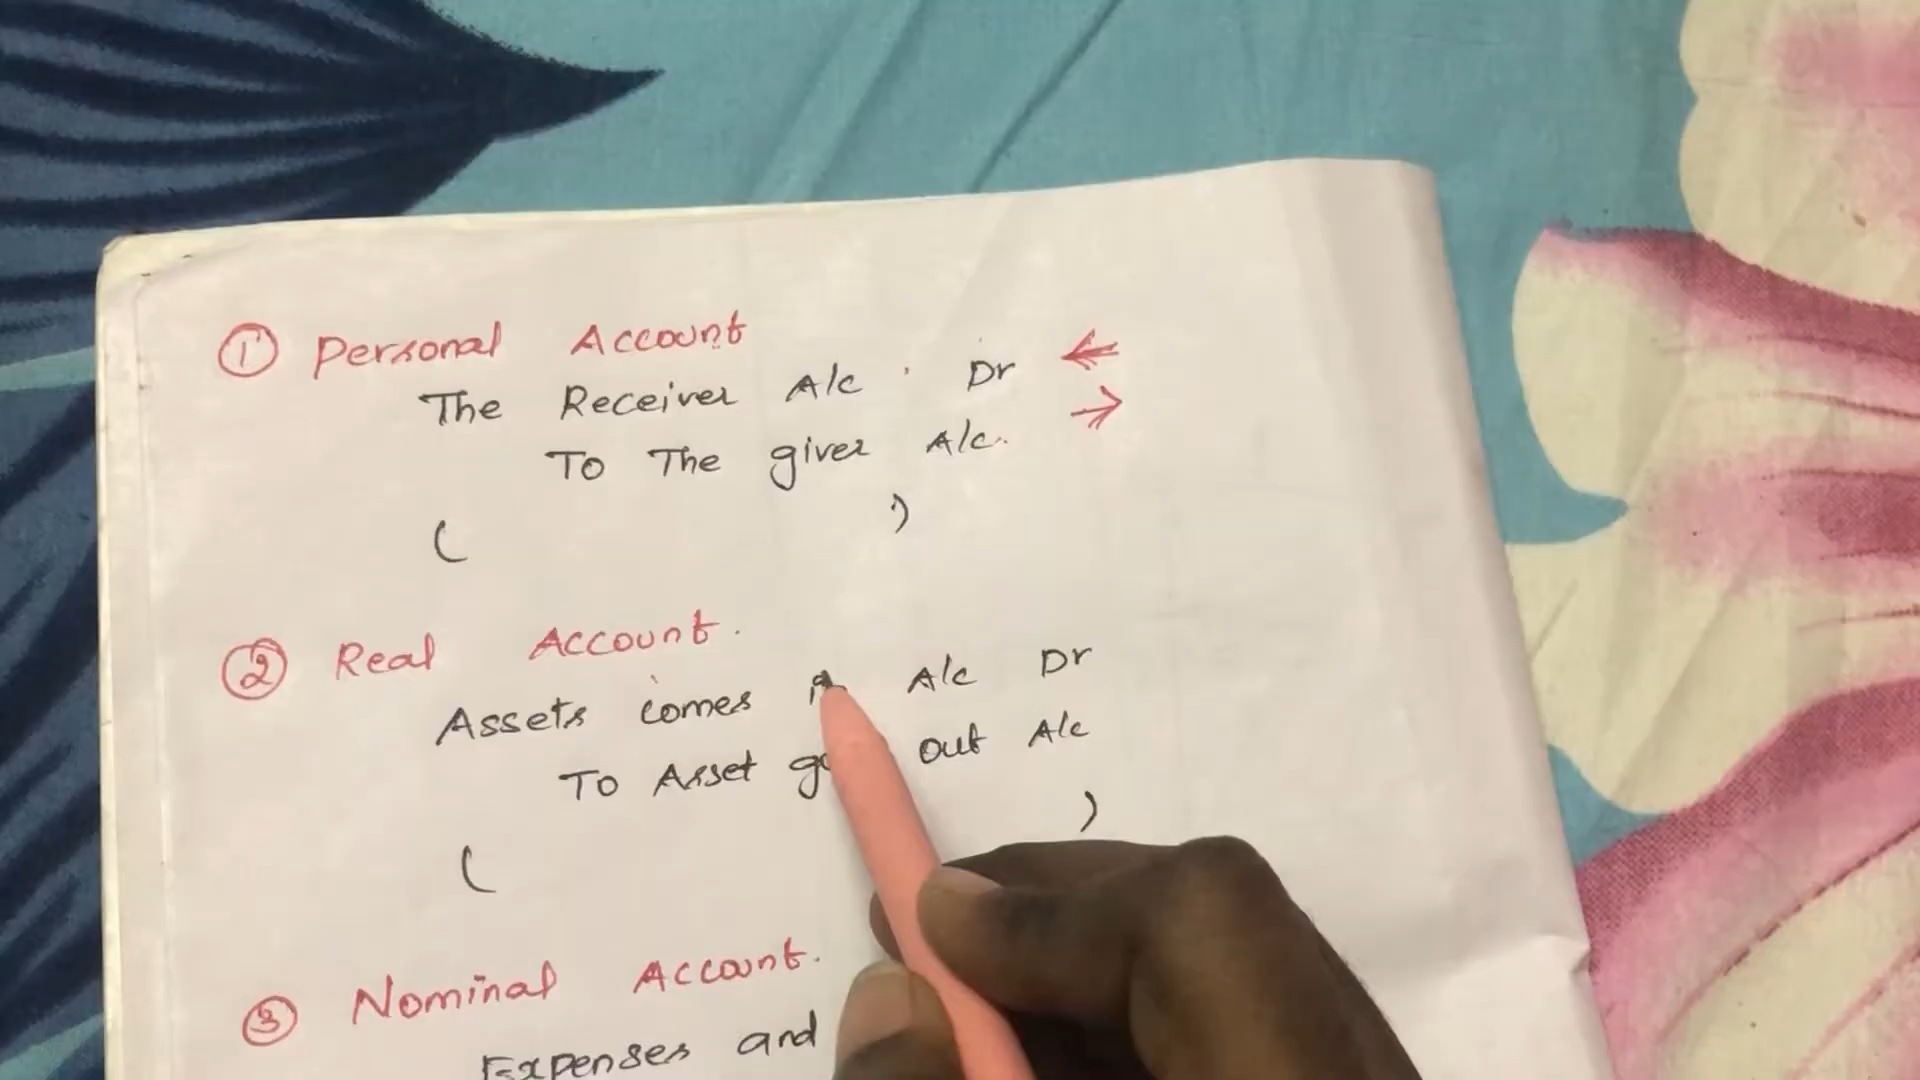 ① Personal Account
The Receiver A/c Dr ←
To The giver A/c. →
( )
② Real Account.
Assets comes A/c Dr
To Asset out A/c
( )
③ Nominal Account.
Expenses and